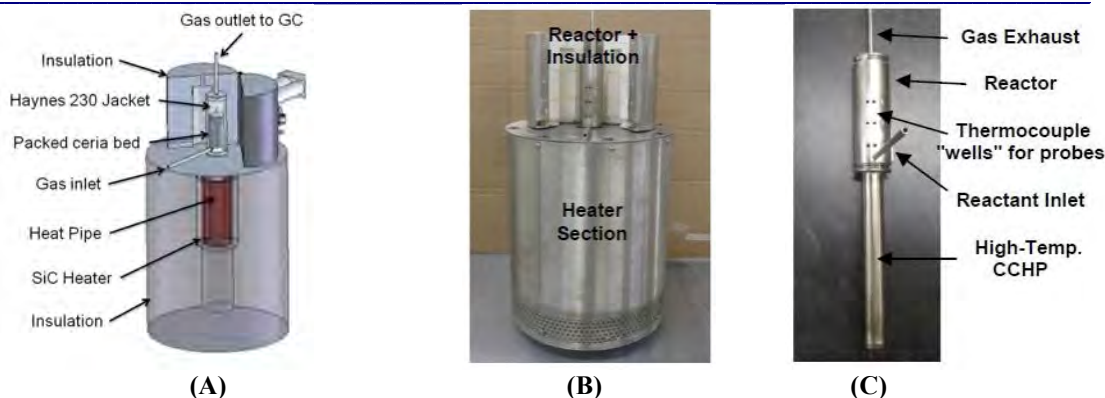 Gas outlet to GC
Insulation
Haynes 230 Jacket
Packed ceria bed
Gas inlet
Heat Pipe
SiC Heater
Insulation
(A)
Reactor +
Insulation
Heater
Section
(B)
Gas Exhaust
Reactor
Thermocouple
"wells" for probes
Reactant Inlet
High-Temp.
CCHP
(C)